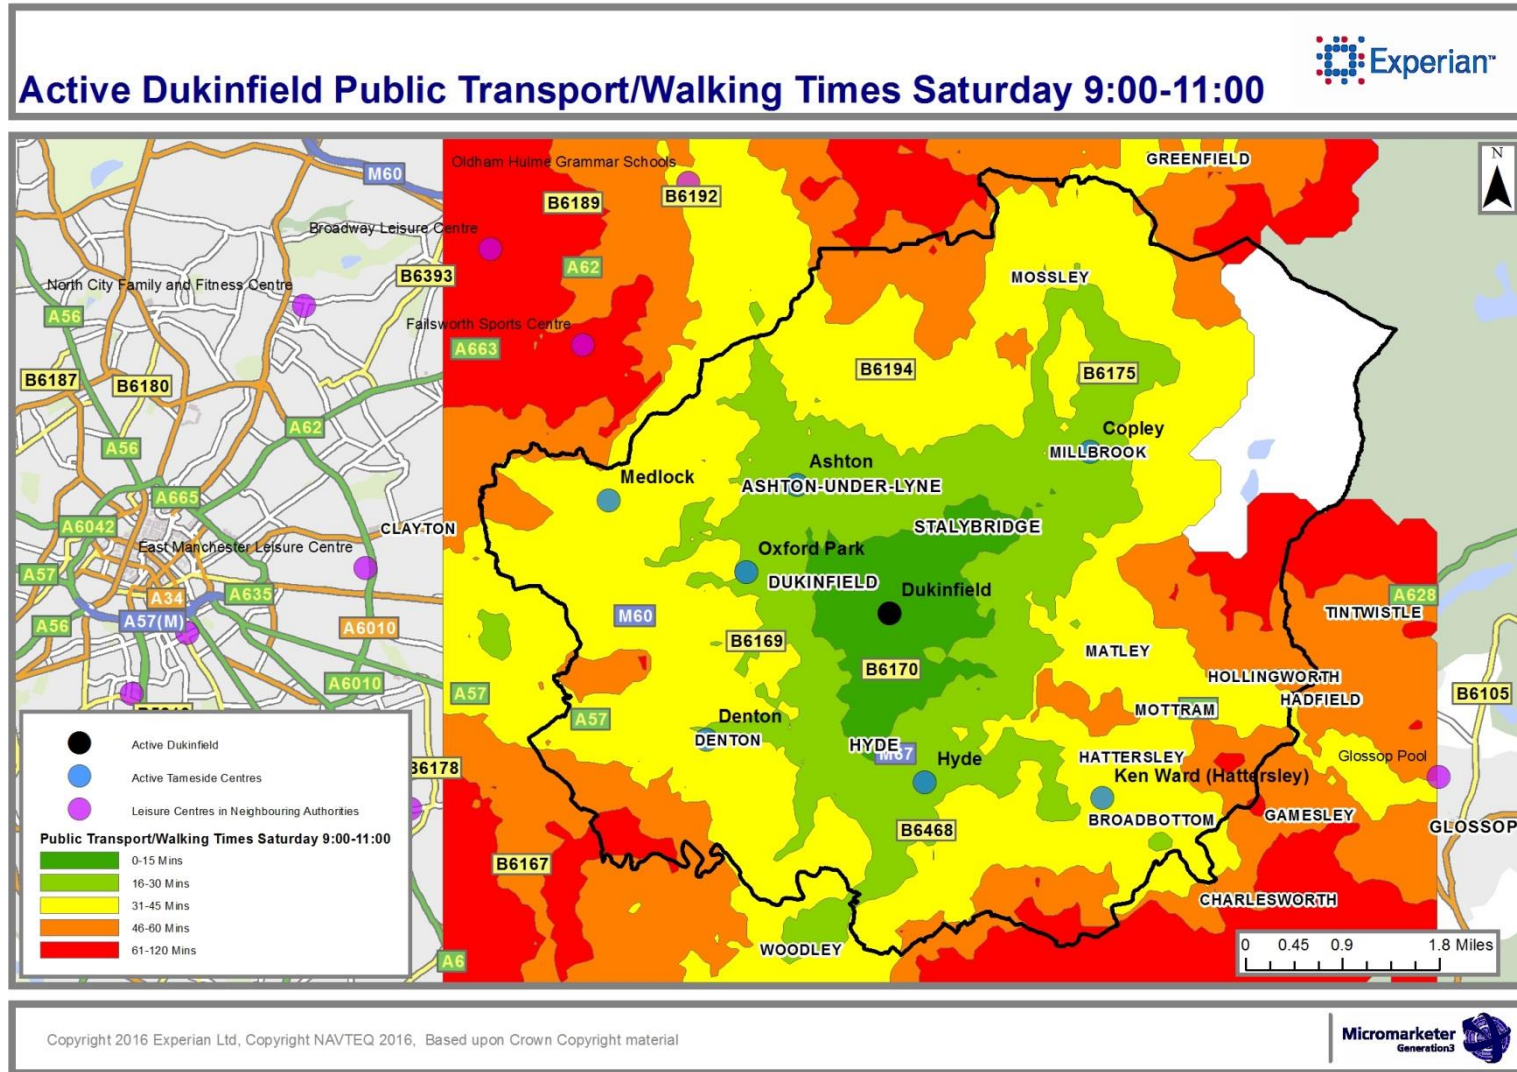 Experian™
Active Dukinfield Public Transport/Walking Times Saturday 9:00-11:00
N
M60
Oldham Hulme Grammar Schools
GREENFIELD
B6189
B6192
Broadway Leisure Centre
A62
B6393
MOSSLEY
North City Family and Fitness Centre
A56
Failsworth Sports Centre
A663
B6187
B6180
B6194
B6175
A62
Copley
MILLBROOK
A56
Ashton
ASHTON-UNDER-LYNE
Medlock
A665
A6042
CLAYTON
STALYBRIDGE
East Manchester Leisure Centre
Oxford Park
DUKINFIELD
A57
Dukinfield
A34
A635
A628
TINTWISTLE
A57(M)
A56
A6010
M60
B6169
MATLEY
B6170
HOLLINGWORTH
A6010
A57
B6105
HADFIELD
MOTTRAM
A57
Denton
DENTON
HYDE
M67
Hyde
HATTERSLEY
Glossop Pool
B6178
Ken Ward (Hattersley)
GAMESLEY
BROADBOTTOM
GLOSSOP
B6468
B6167
CHARLESWORTH
WOODLEY
A6
Active Dukinfield
Active Tameside Centres
Leisure Centres in Neighbouring Authorities
Public Transport/Walking Times Saturday 9:00-11:00
0-15 Mins
16-30 Mins
31-45 Mins
46-60 Mins
61-120 Mins
0 0.45 0.9 1.8 Miles
Copyright 2016 Experian Ltd, Copyright NAVTEQ 2016, Based upon Crown Copyright material
Micromarketer
Generation3